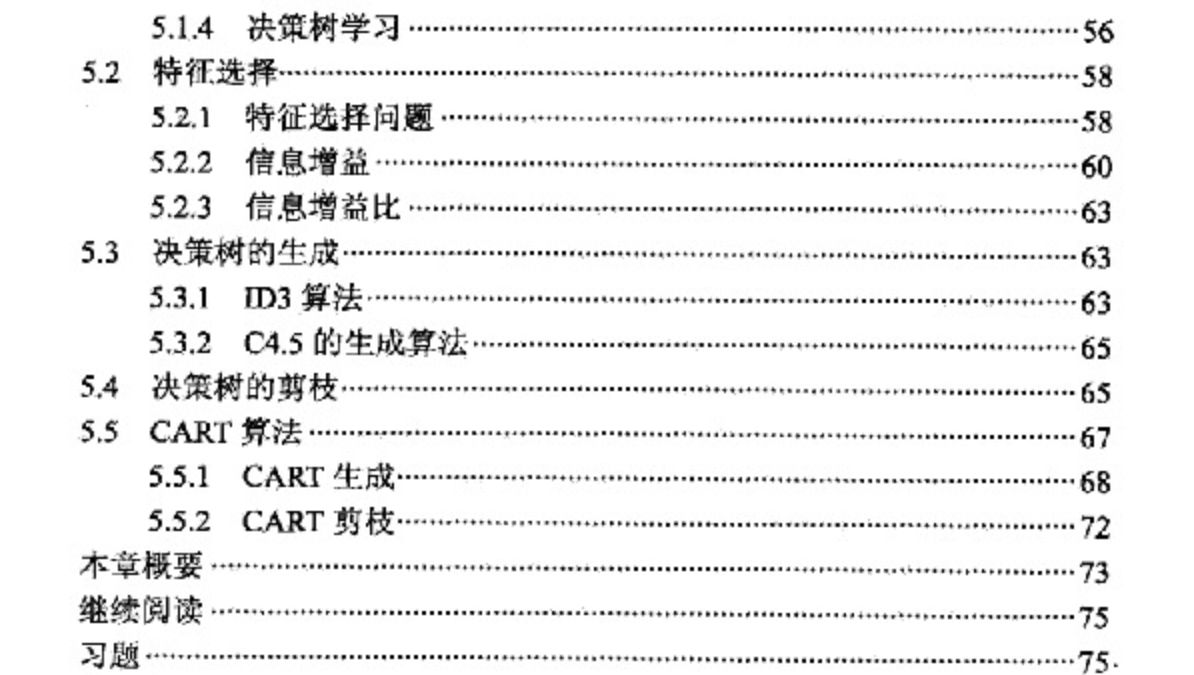 5.1.4 决策树学习 ………… 56
5.2 特征选择 ………… 58
5.2.1 特征选择问题 ………… 58
5.2.2 信息增益 ………… 60
5.2.3 信息增益比 ………… 63
5.3 决策树的生成 ………… 63
5.3.1 ID3 算法 ………… 63
5.3.2 C4.5 的生成算法 ………… 65
5.4 决策树的剪枝 ………… 65
5.5 CART 算法 ………… 67
5.5.1 CART 生成 ………… 68
5.5.2 CART 剪枝 ………… 72
本章概要 ………… 73
继续阅读 ………… 75
习题 ………… 75